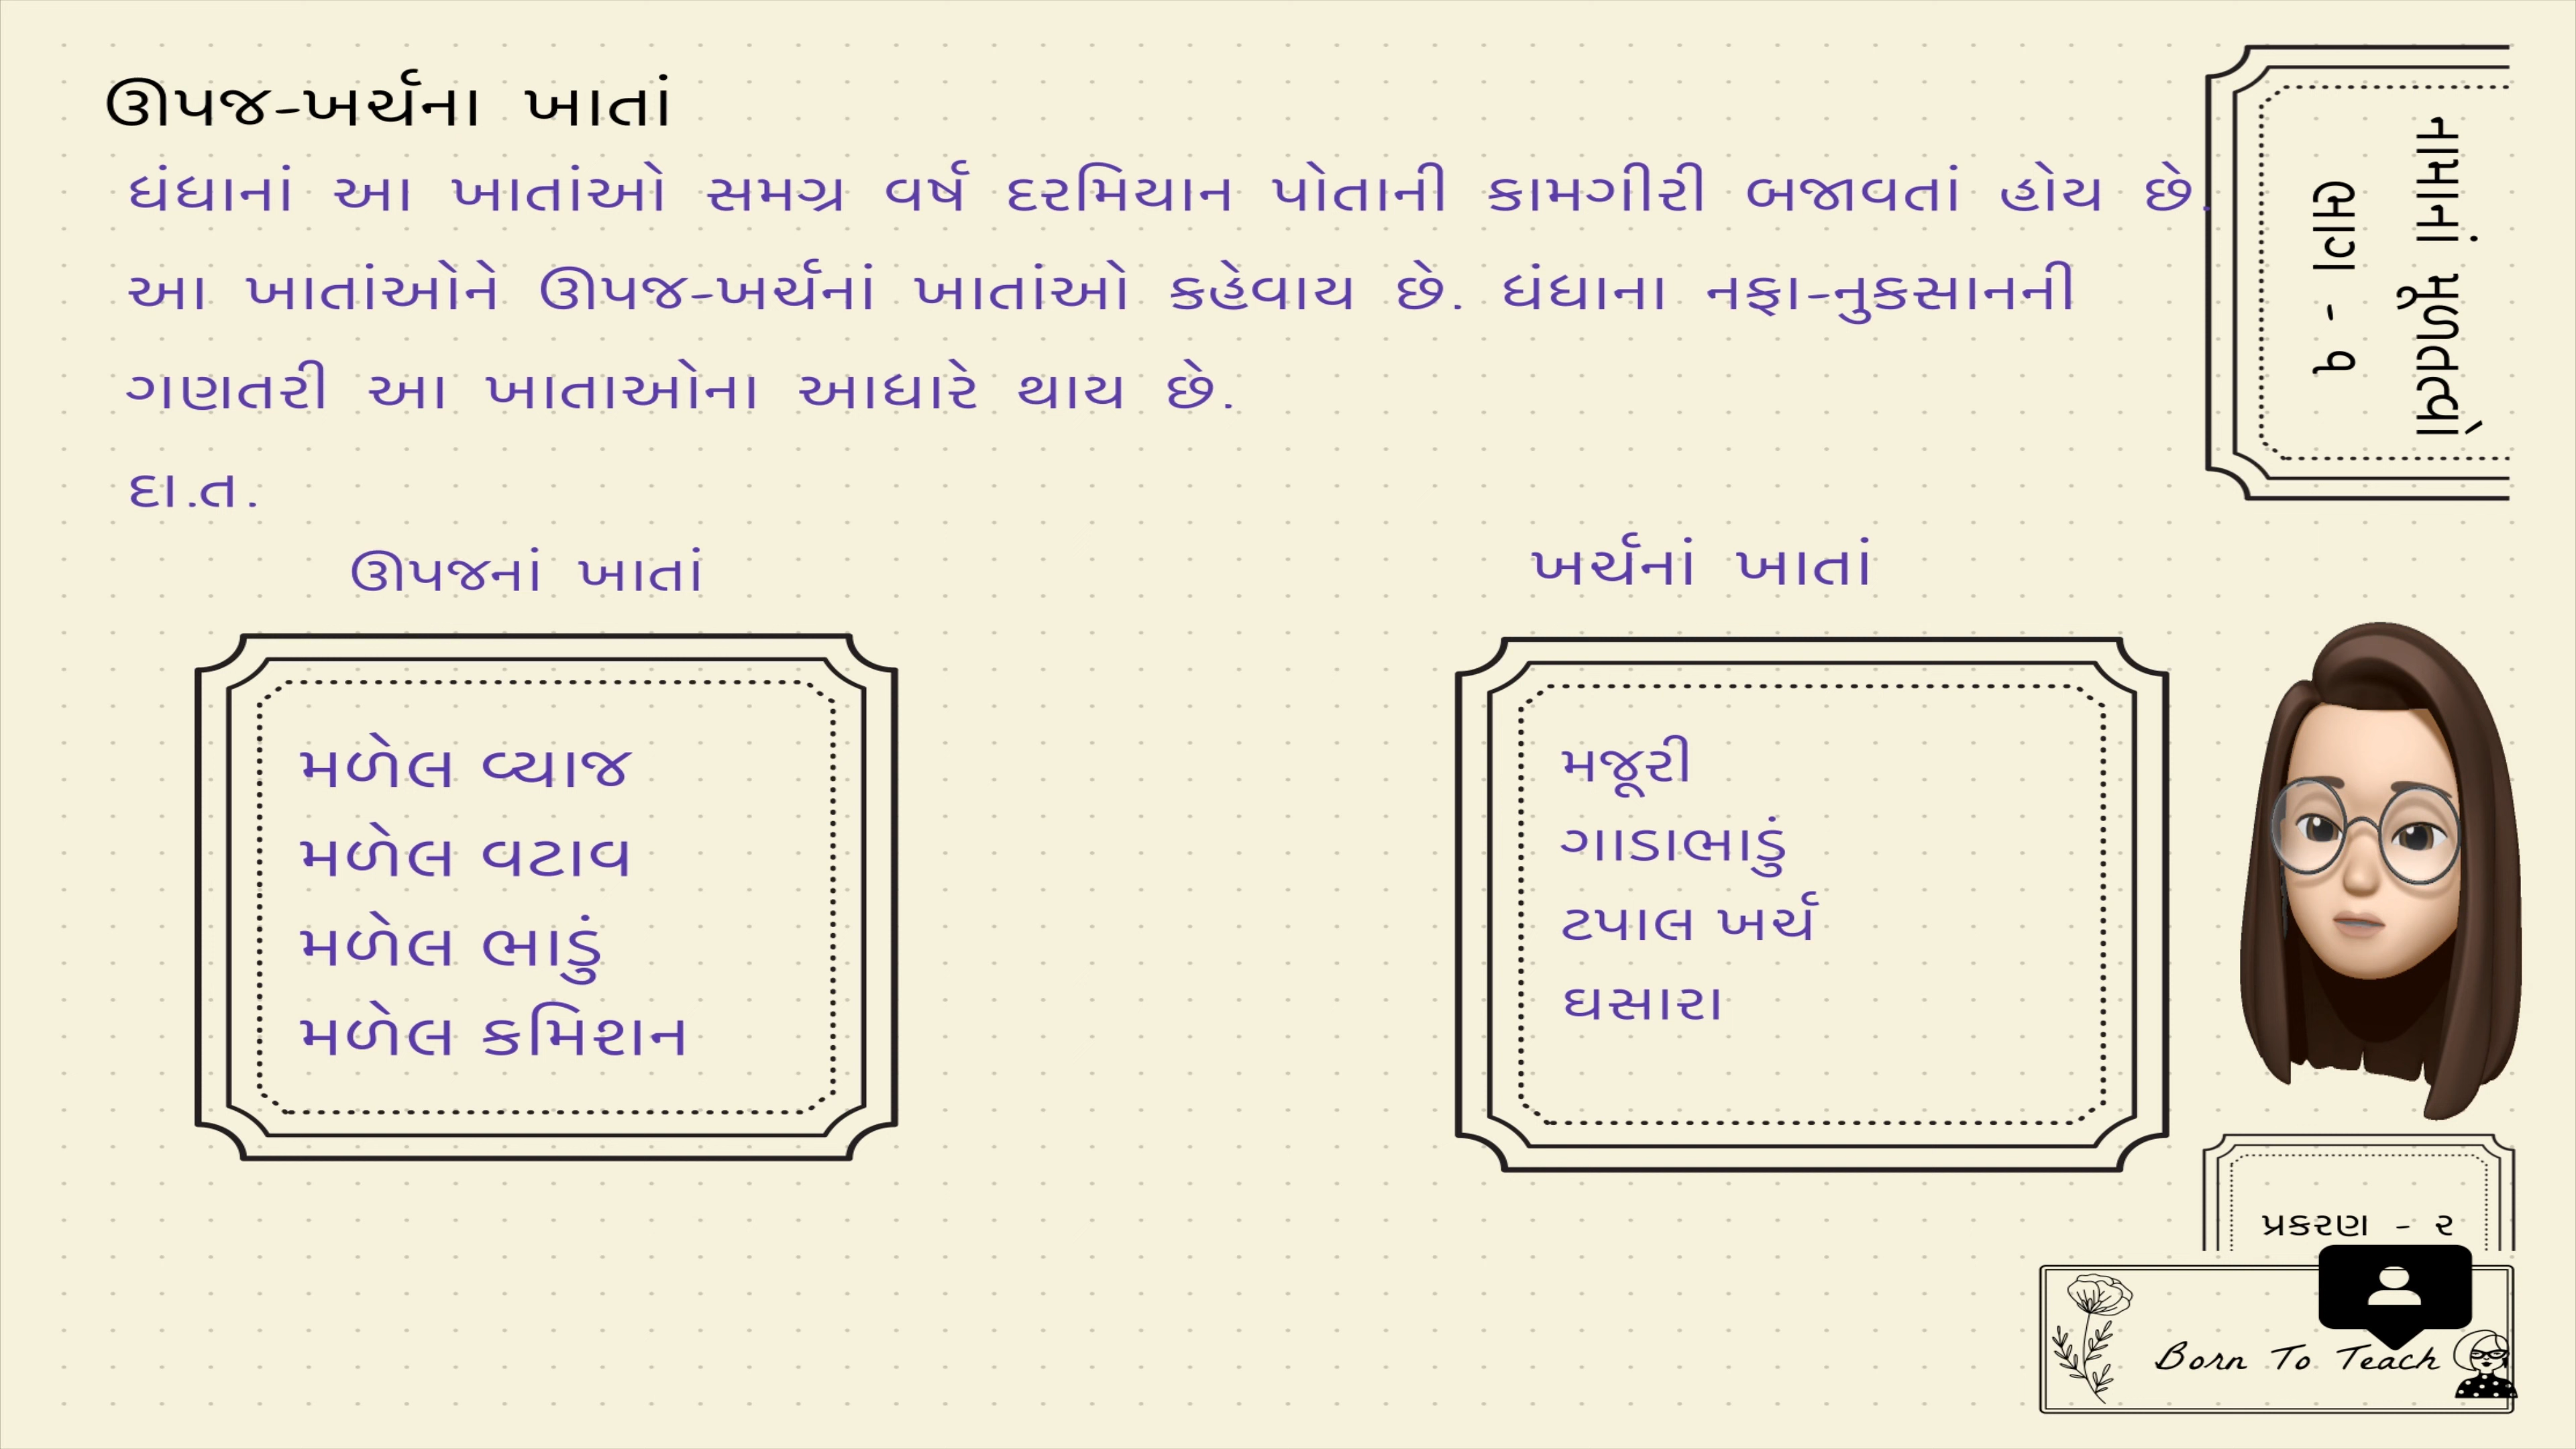 ઊપજ-ખર્ચના ખાતાં
ધંધાનાં આ ખાતાંઓ સમગ્ર વર્ષ દરમિયાન પોતાની કામગીરી બજાવતાં હોય છે.
આ ખાતાંઓને ઊપજ-ખર્ચનાં ખાતાંઓ કહેવાય છે. ધંધાના નફા-નુકસાનની
ગણતરી આ ખાતાઓના આધારે થાય છે.
દા.ત.
ઊપજનાં ખાતાં
મળેલ વ્યાજ
મળેલ વટાવ
મળેલ ભાડું
મળેલ કમિશન
ખર્ચનાં ખાતાં
મજૂરી
ગાડાભાડું
ટપાલ ખર્ચ
ઘસારા
નામાનાં મૂળતત્ત્વો
ભાગ - ૧
પ્રકરણ - ૨
Born To Teach